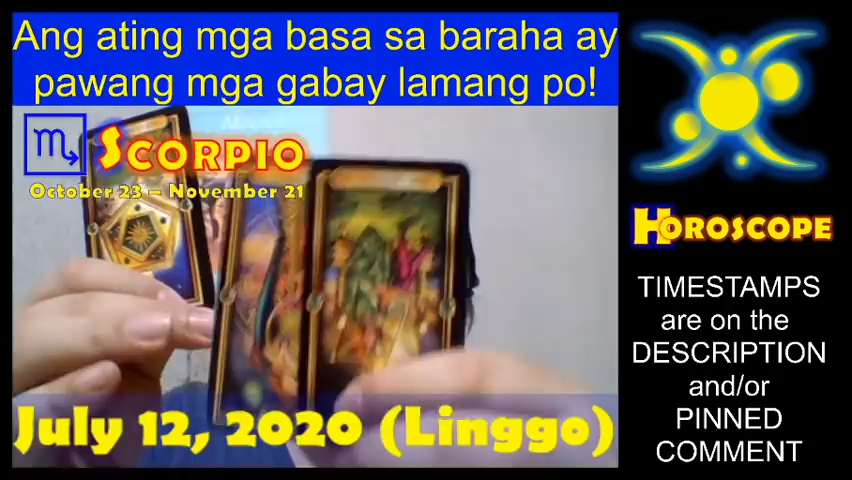 Ang ating mga basa sa baraha ay
pawang mga gabay lamang po!
SCORPIO
October 23 – November 21
July 12, 2020 (Linggo)
HOROSCOPE
TIMESTAMPS
are on the
DESCRIPTION
and/or
PINNED
COMMENT